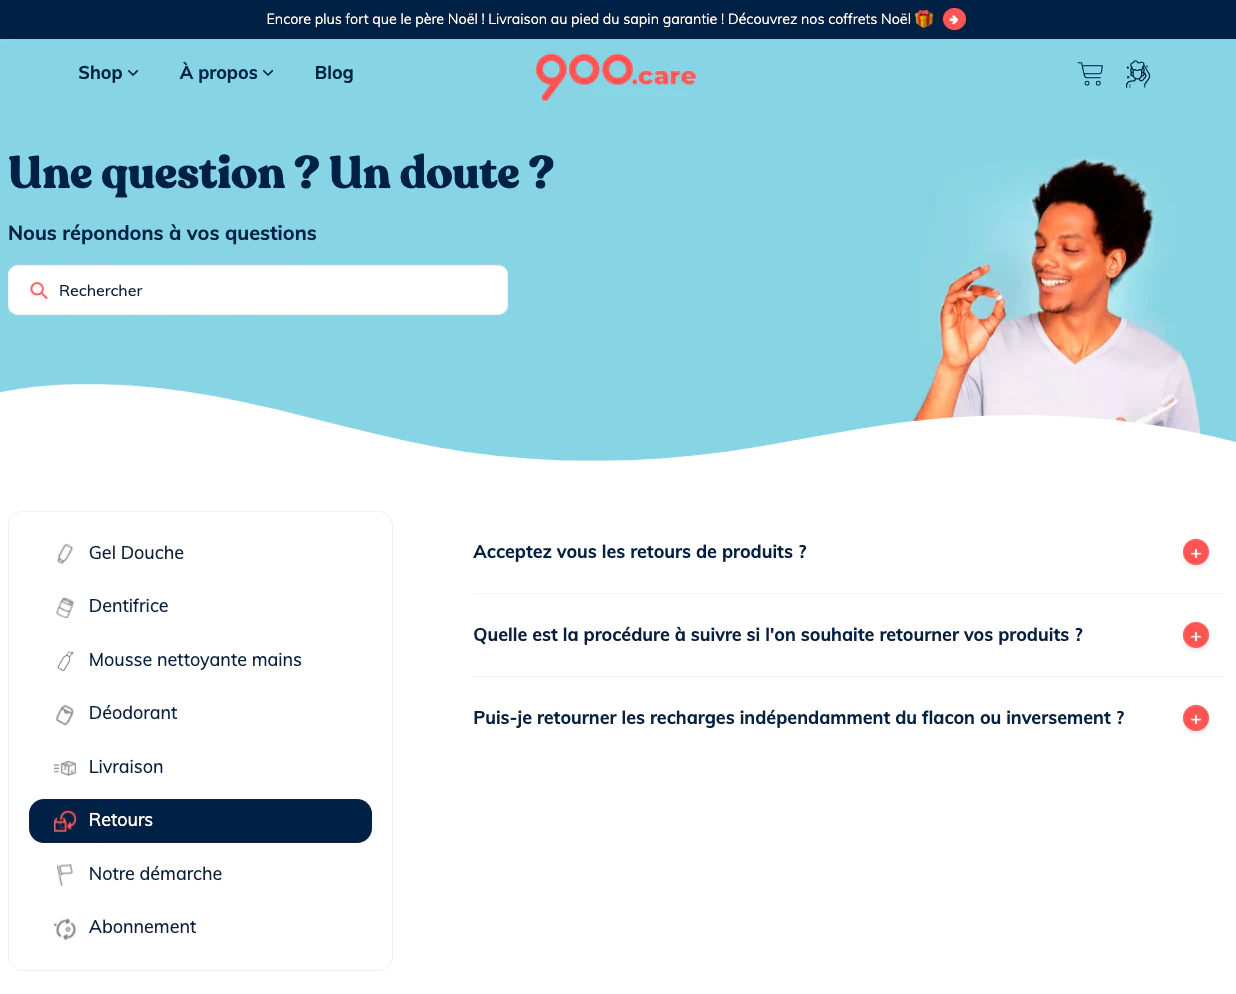 Encore plus fort que le père Noël ! Livraison au pied du sapin garantie ! Découvrez nos coffrets Noël 🎁
Shop
À propos
Blog
900.care
Une question ? Un doute ?
Nous répondons à vos questions
Rechercher
Gel Douche
Dentifrice
Mousse nettoyante mains
Déodorant
Livraison
Retours
Notre démarche
Abonnement
Acceptez vous les retours de produits ?
Quelle est la procédure à suivre si l'on souhaite retourner vos produits ?
Puis-je retourner les recharges indépendamment du flacon ou inversement ?